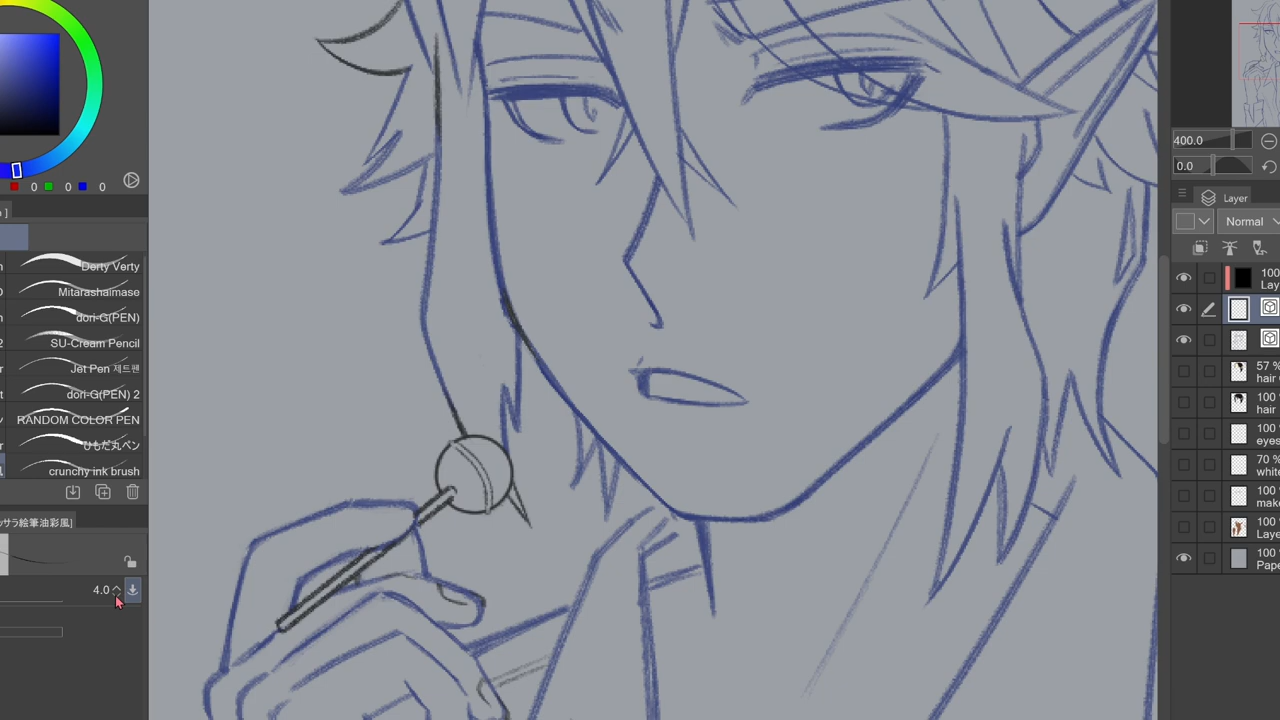 0 0 0
]
Derty Verty
Mitarashaimase
dori-G(PEN)
SU-Cream Pencil
Jet Pen 제트펜
dori-G(PEN) 2
RANDOM COLOR PEN
ひもだ丸ペン
crunchy ink brush
ッサラ絵筆油彩風]
4.0
400.0
0.0
Layer
Normal
100
Lay
100
100
57 %
hair
100
hair
100
eyes
70 %
white
100
make
100
Laye
100
Pape